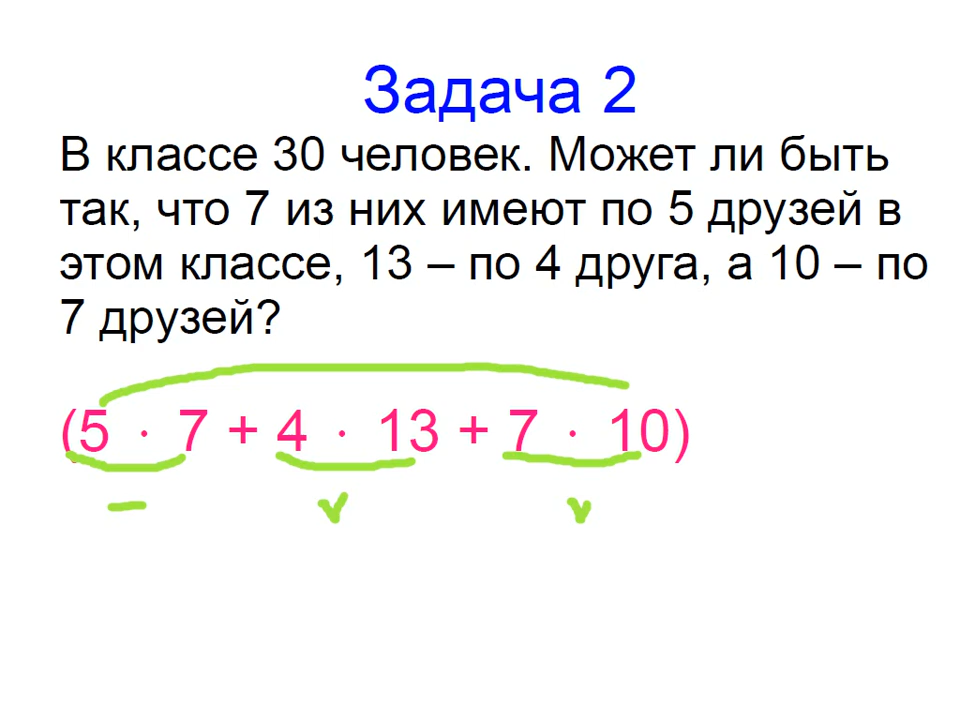 Задача 2
В классе 30 человек. Может ли быть
так, что 7 из них имеют по 5 друзей в
этом классе, 13 – по 4 друга, а 10 – по
7 друзей?
(5 · 7 + 4 · 13 + 7 · 10)
– v v